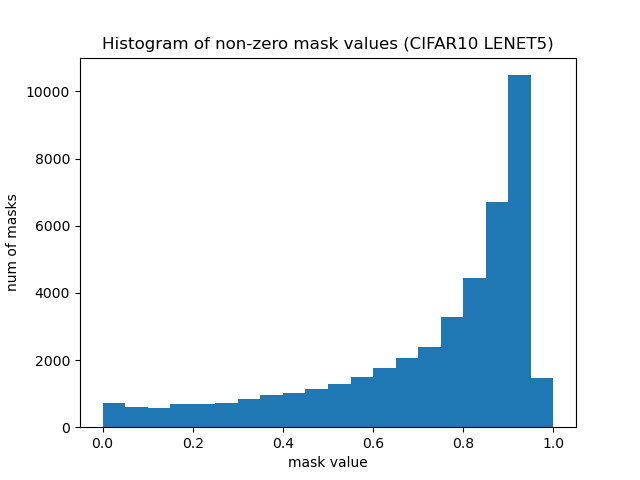 Histogram of non-zero mask values (CIFAR10 LENET5)
10000
8000
6000
4000
2000
0
num of masks
0.0 0.2 0.4 0.6 0.8 1.0
mask value